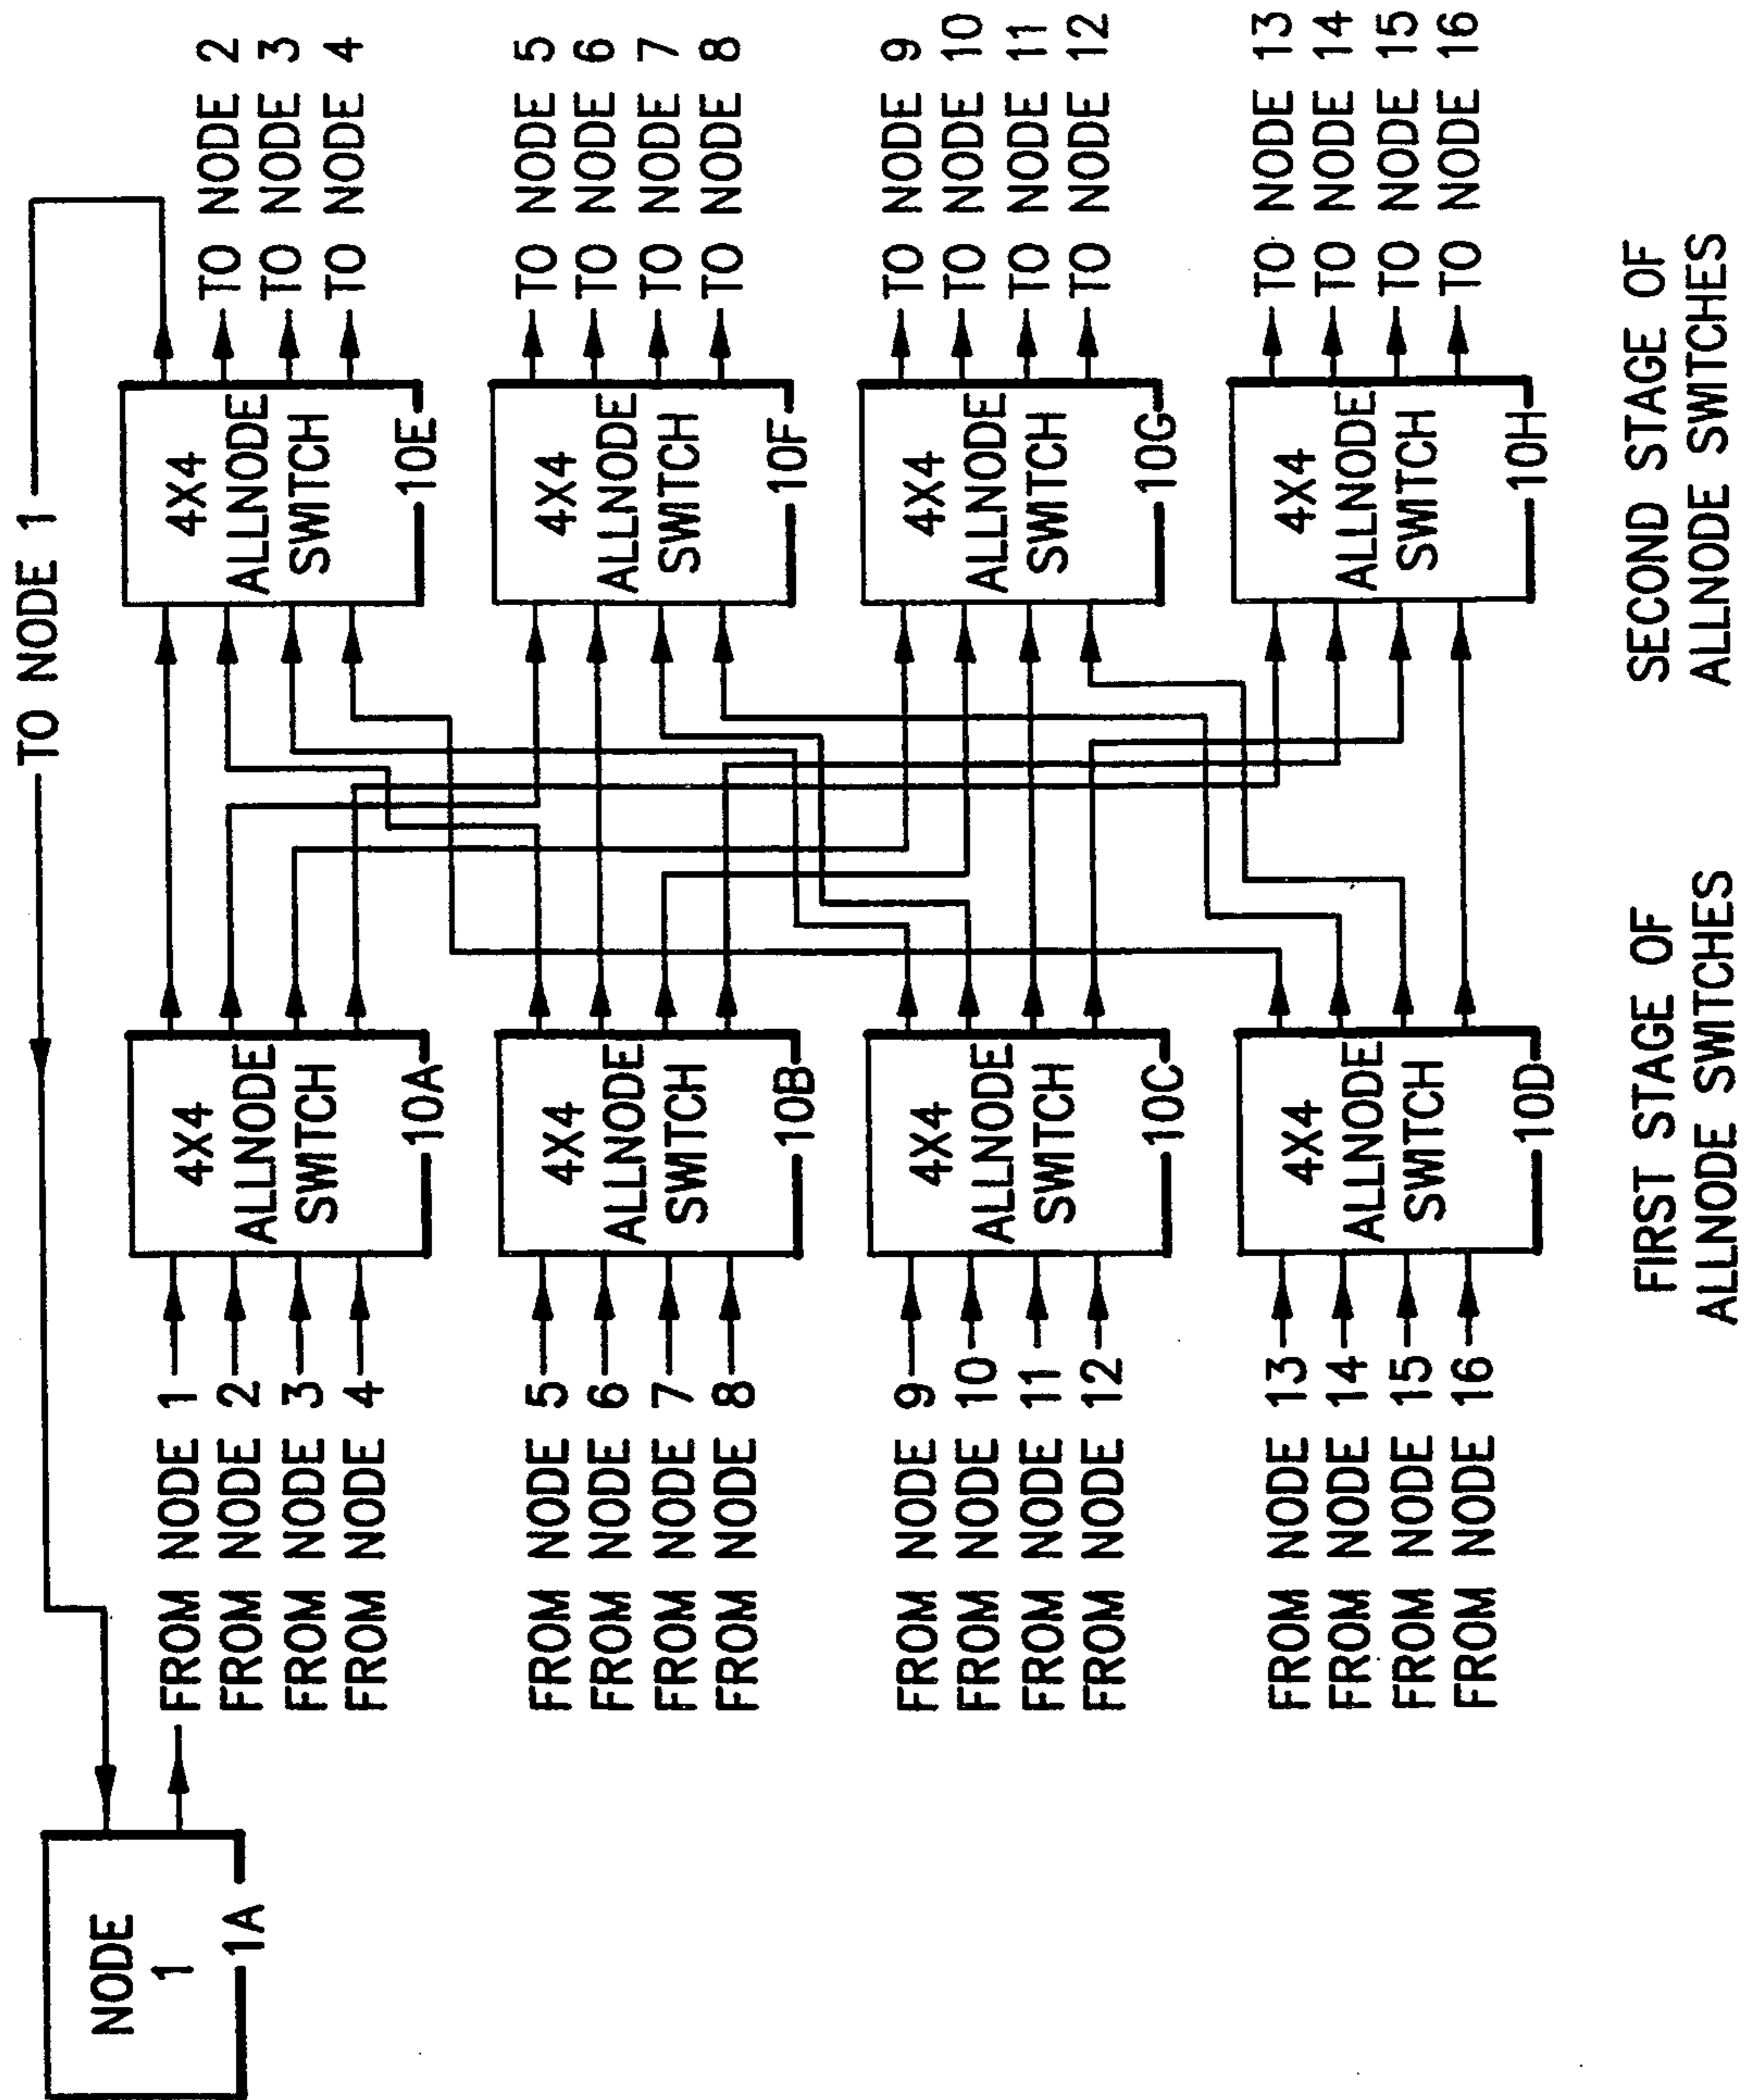 TO NODE 1
NODE
1
1A
FROM NODE 1
FROM NODE 2
FROM NODE 3
FROM NODE 4
4X4
ALLNODE
SWITCH
10A
4X4
ALLNODE
SWITCH
10E
TO NODE 2
TO NODE 3
TO NODE 4
FROM NODE 5
FROM NODE 6
FROM NODE 7
FROM NODE 8
4X4
ALLNODE
SWITCH
10B
4X4
ALLNODE
SWITCH
10F
TO NODE 5
TO NODE 6
TO NODE 7
TO NODE 8
FROM NODE 9
FROM NODE 10
FROM NODE 11
FROM NODE 12
4X4
ALLNODE
SWITCH
10C
4X4
ALLNODE
SWITCH
10G
TO NODE 9
TO NODE 10
TO NODE 11
TO NODE 12
FROM NODE 13
FROM NODE 14
FROM NODE 15
FROM NODE 16
4X4
ALLNODE
SWITCH
10D
4X4
ALLNODE
SWITCH
10H
TO NODE 13
TO NODE 14
TO NODE 15
TO NODE 16
FIRST STAGE OF
ALLNODE SWITCHES
SECOND STAGE OF
ALLNODE SWITCHES